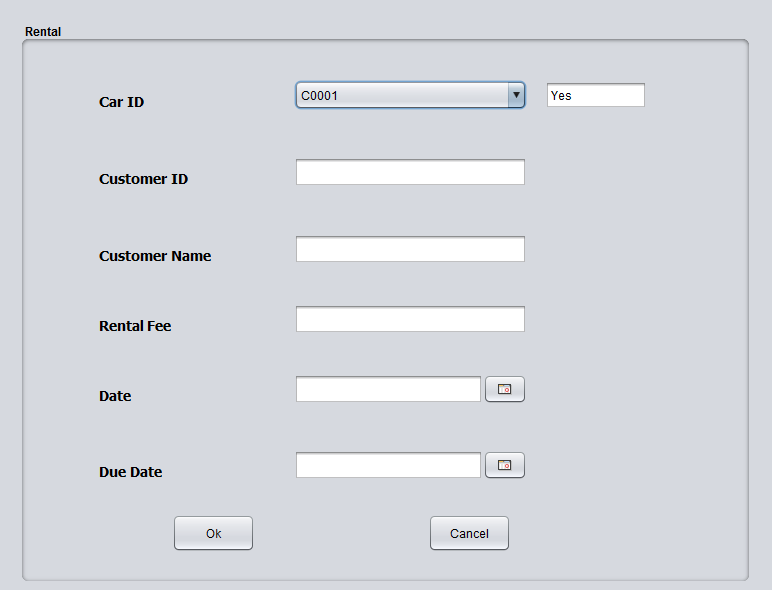 Rental
Car ID C0001 Yes
Customer ID
Customer Name
Rental Fee
Date
Due Date
Ok Cancel